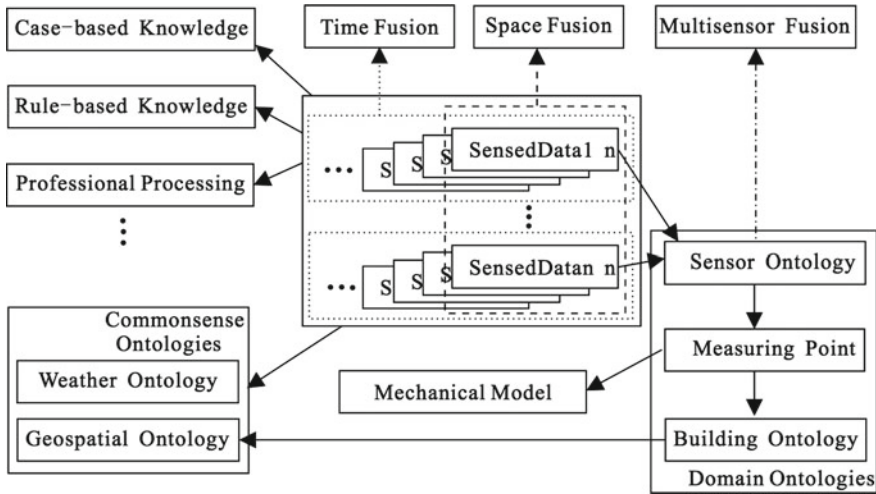 Case-based Knowledge
Time Fusion
Space Fusion
Multisensor Fusion
Rule-based Knowledge
Professional Processing
...
S
S
S
SensedData1 n
...
...
S
S
S
SensedDatan n
...
Sensor Ontology
Measuring Point
Building Ontology
Domain Ontologies
Mechanical Model
Commonsense
Ontologies
Weather Ontology
Geospatial Ontology